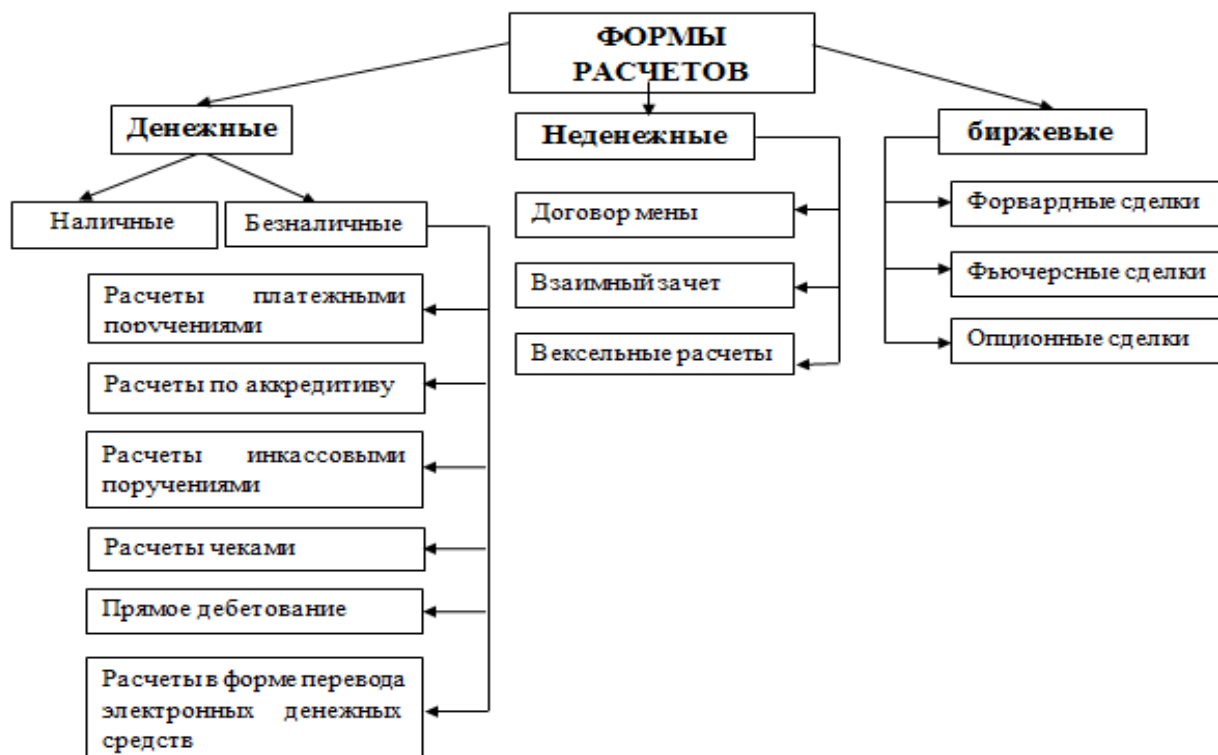 ФОРМЫ
РАСЧЕТОВ
Денежные
Неденежные
биржевые
Наличные
Безналичные
Расчеты платежными
поручениями
Расчеты по аккредитиву
Расчеты инкассовыми
поручениями
Расчеты чеками
Прямое дебетование
Расчеты в форме перевода
электронных денежных
средств
Договор мены
Взаимный зачет
Вексельные расчеты
Форвардные сделки
Фьючерсные сделки
Опционные сделки